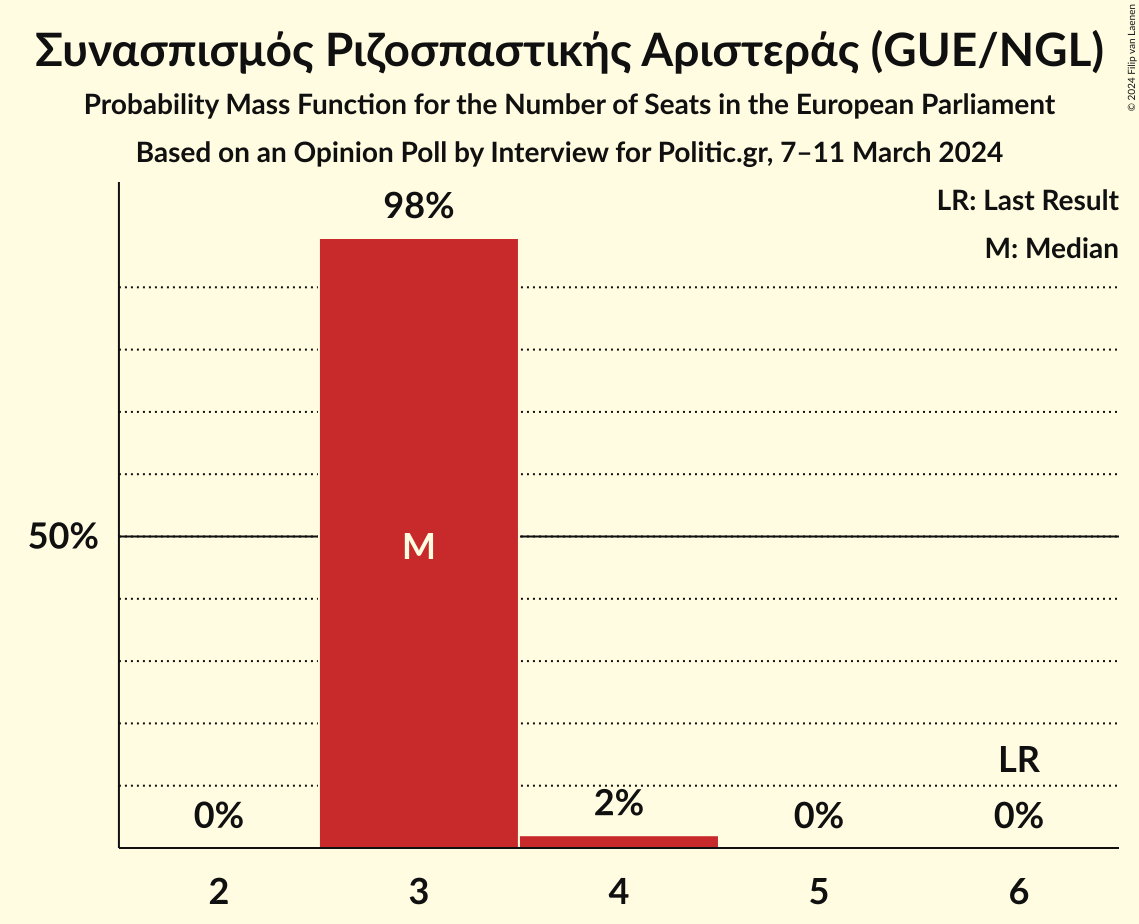 Συνασπισμός Ριζοσπαστικής Αριστεράς (GUE/NGL)
Probability Mass Function for the Number of Seats in the European Parliament
Based on an Opinion Poll by Interview for Politic.gr, 7–11 March 2024
© 2024 Filip van Laenen
LR: Last Result
M: Median
98%
50%
M
LR
0%
2%
0%
0%
2
3
4
5
6